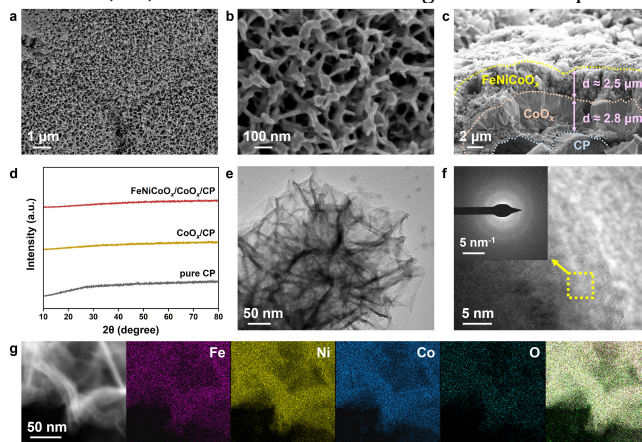 a
1 μm
b
100 nm
c
FeNiCoOₓ
d ≈ 2.5 μm
CoOₓ
d ≈ 2.8 μm
2 μm
CP
d
Intensity (a.u.)
FeNiCoOₓ/CoOₓ/CP
CoOₓ/CP
pure CP
10 20 30 40 50 60 70 80
2θ (degree)
e
50 nm
f
5 nm⁻¹
5 nm
g
Fe
Ni
Co
O
50 nm